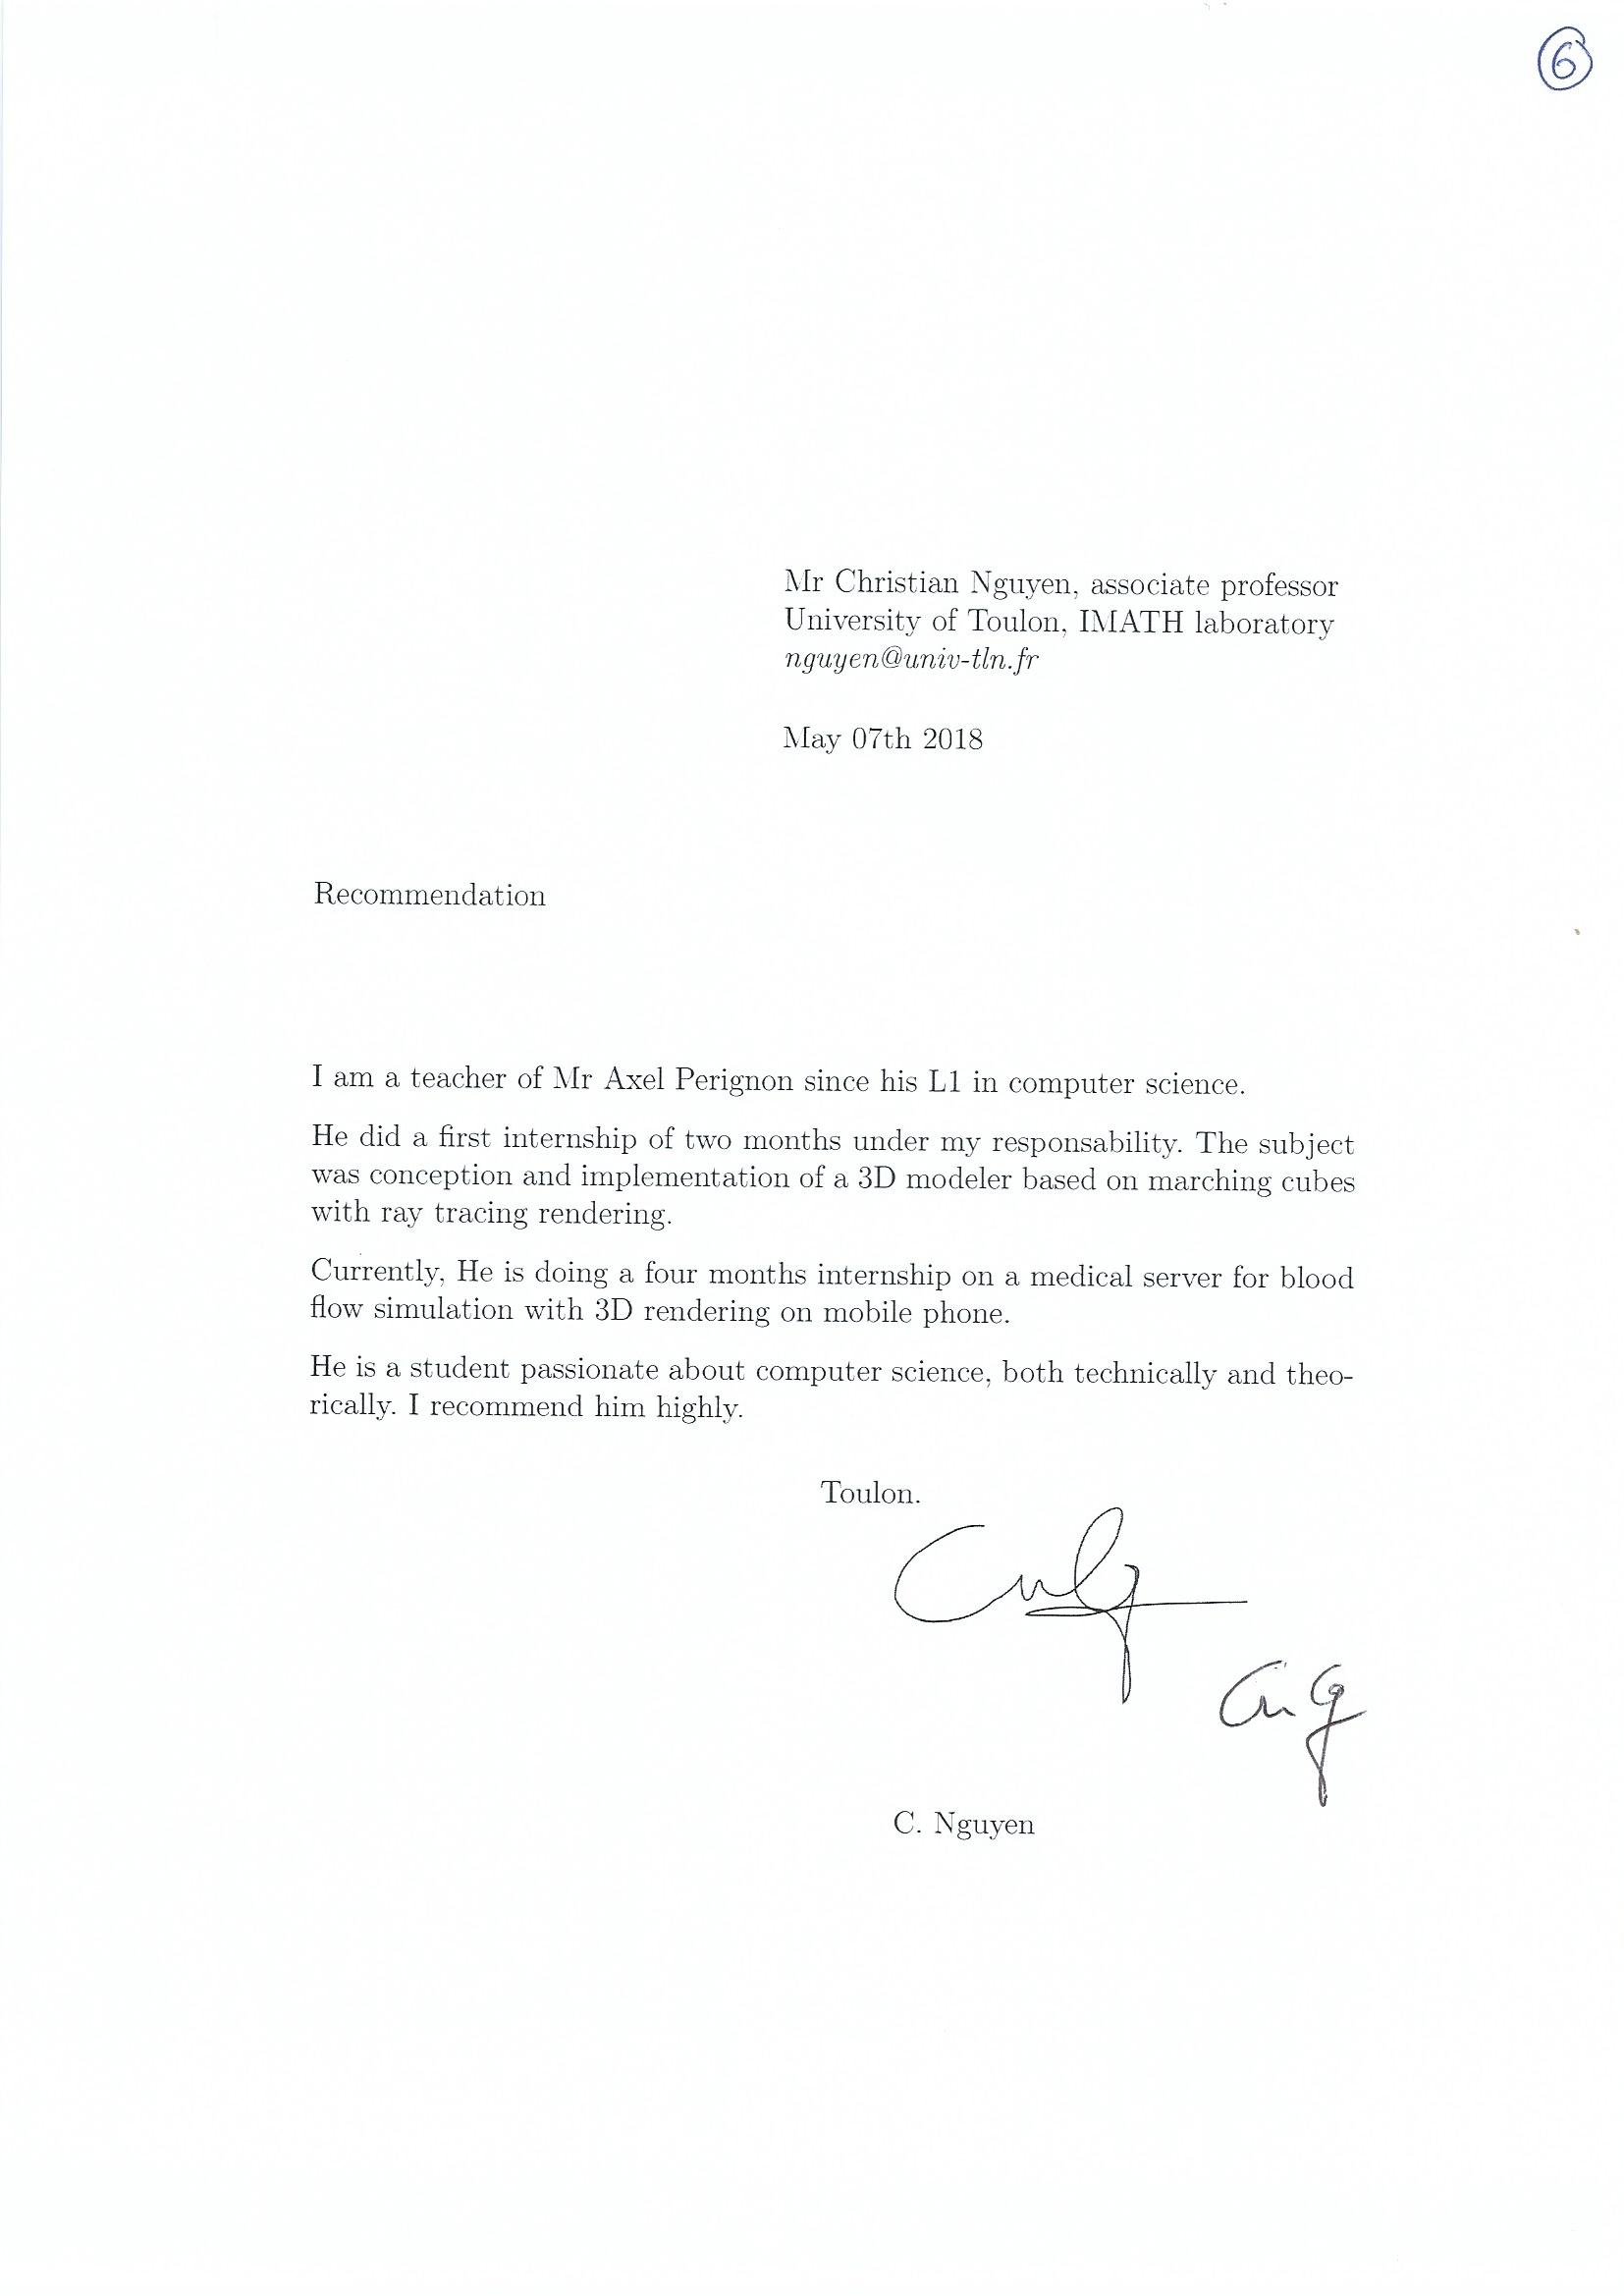 6
Mr Christian Nguyen, associate professor
University of Toulon, IMATH laboratory
nguyen@univ-tln.fr
May 07th 2018
Recommendation
I am a teacher of Mr Axel Perignon since his L1 in computer science.
He did a first internship of two months under my responsability. The subject
was conception and implementation of a 3D modeler based on marching cubes
with ray tracing rendering.
Currently, He is doing a four months internship on a medical server for blood
flow simulation with 3D rendering on mobile phone.
He is a student passionate about computer science, both technically and theo-
rically. I recommend him highly.
Toulon.
C. Nguyen